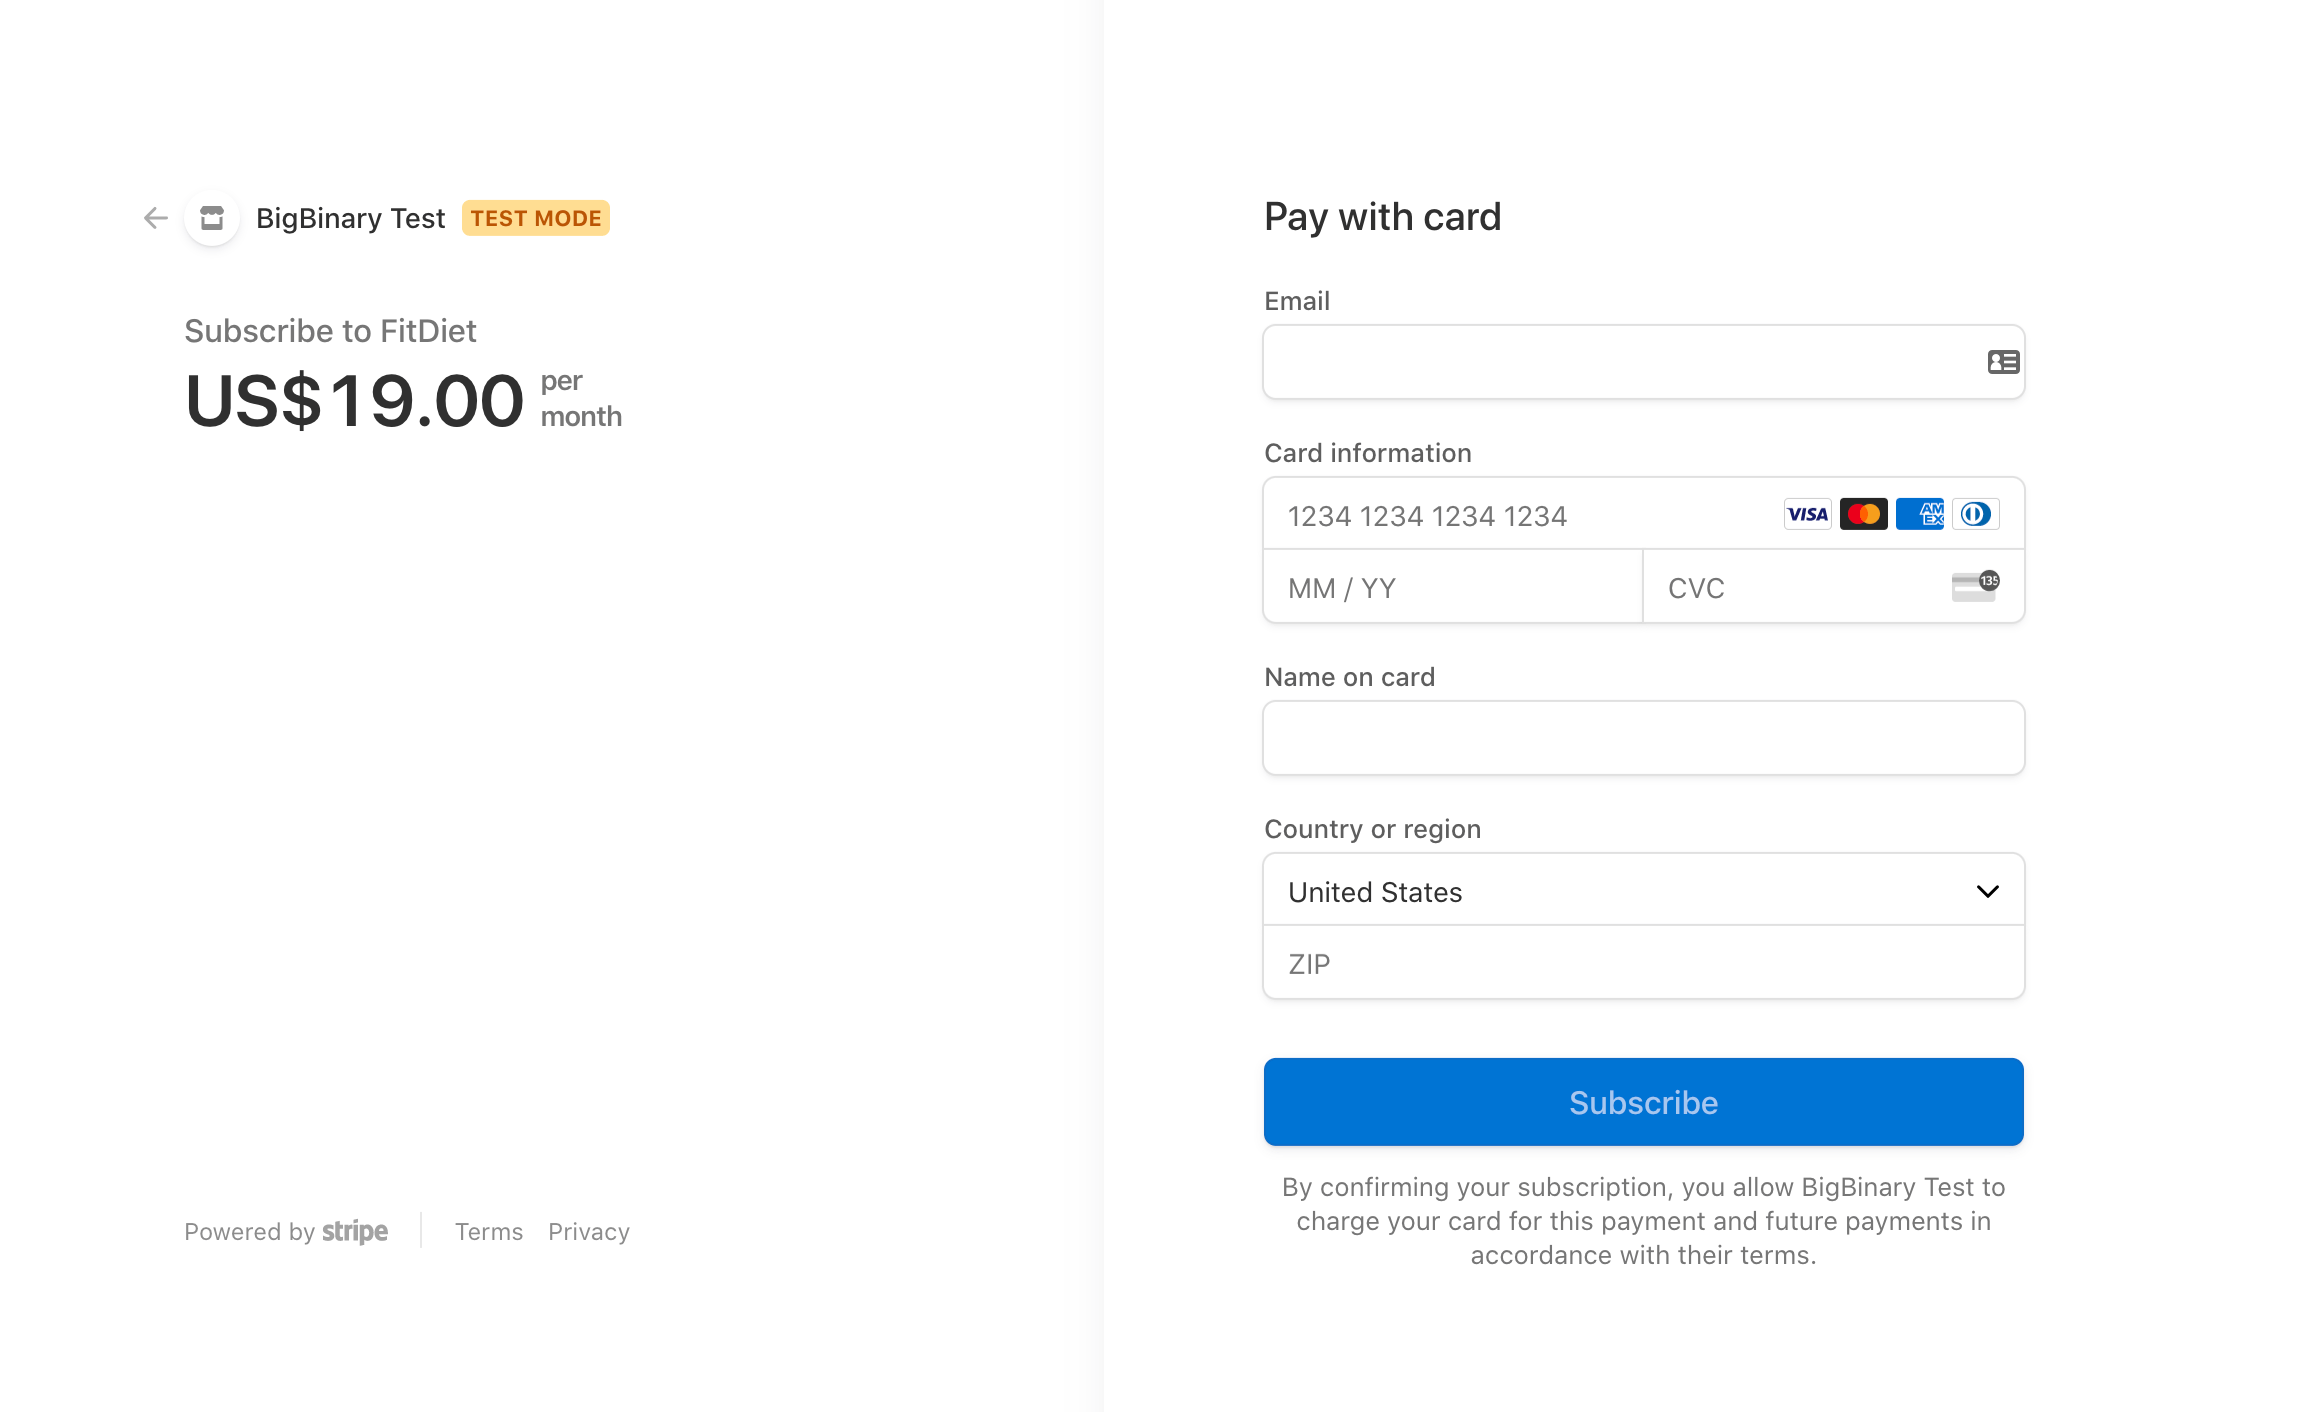 BigBinary Test TEST MODE
Subscribe to FitDiet
US$19.00 per
month
Powered by stripe Terms Privacy
Pay with card
Email
Card information
1234 1234 1234 1234 VISA AM
EX
MM / YY CVC 135
Name on card
Country or region
United States
ZIP
Subscribe
By confirming your subscription, you allow BigBinary Test to
charge your card for this payment and future payments in
accordance with their terms.